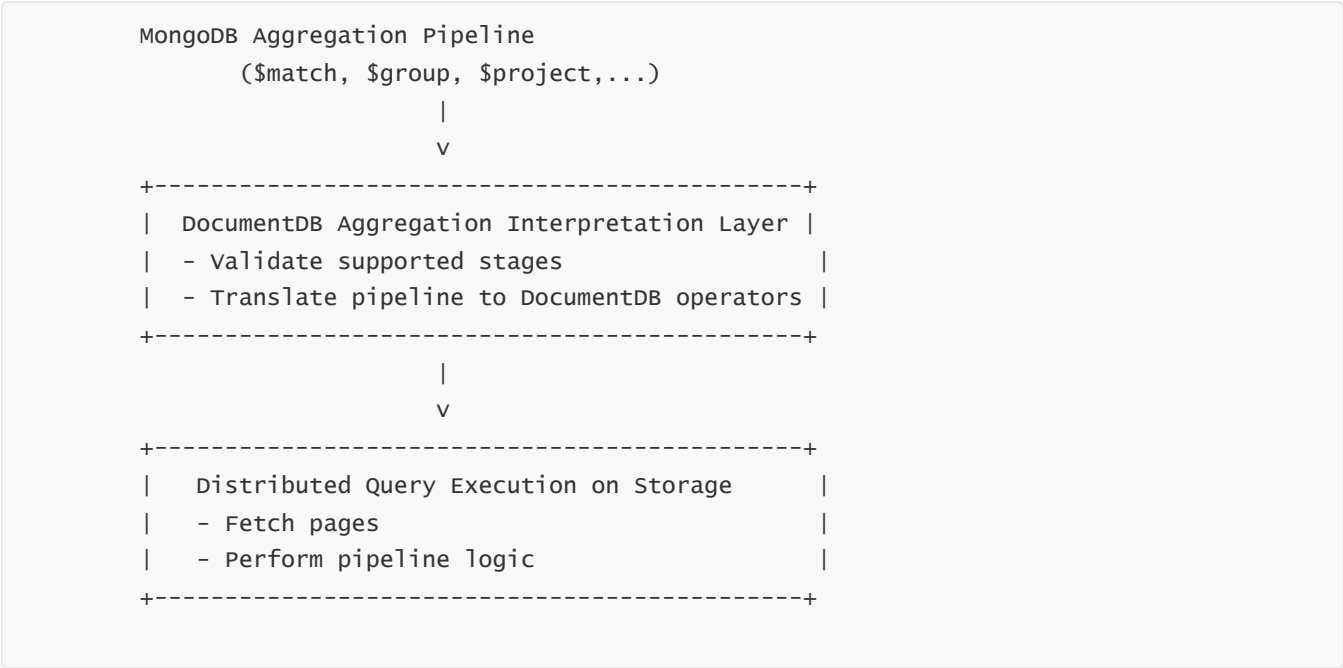 MongoDB Aggregation Pipeline
($match, $group, $project,...)
|
v
+----------------------------------------------+
|  DocumentDB Aggregation Interpretation Layer |
|  - Validate supported stages                  |
|  - Translate pipeline to DocumentDB operators |
+----------------------------------------------+
|
v
+----------------------------------------------+
|   Distributed Query Execution on Storage      |
|   - Fetch pages                               |
|   - Perform pipeline logic                    |
+----------------------------------------------+